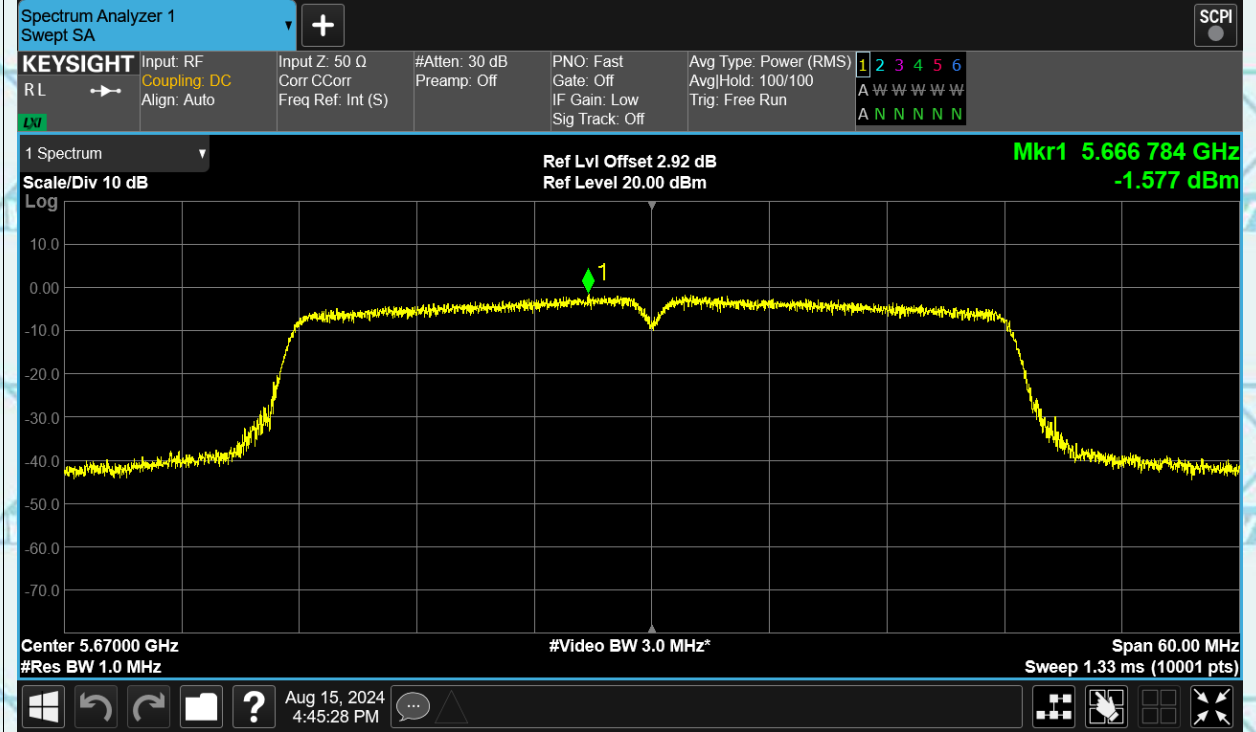 Spectrum Analyzer 1
Swept SA
▼
+
SCPI
KEYSIGHT
RL
LXI
Input: RF
Coupling: DC
Align: Auto
Input Z: 50 Ω
Corr CCorr
Freq Ref: Int (S)
#Atten: 30 dB
Preamp: Off
PNO: Fast
Gate: Off
IF Gain: Low
Sig Track: Off
Avg Type: Power (RMS)
Avg|Hold: 100/100
Trig: Free Run
1 2 3 4 5 6
A W W W W W
A N N N N N
1 Spectrum ▼
Scale/Div 10 dB
Ref Lvl Offset 2.92 dB
Ref Level 20.00 dBm
Mkr1 5.666 784 GHz
-1.577 dBm
Log
10.0
0.00
-10.0
-20.0
-30.0
-40.0
-50.0
-60.0
-70.0
1
Center 5.67000 GHz
#Res BW 1.0 MHz
#Video BW 3.0 MHz*
Span 60.00 MHz
Sweep 1.33 ms (10001 pts)
?
Aug 15, 2024
4:45:28 PM